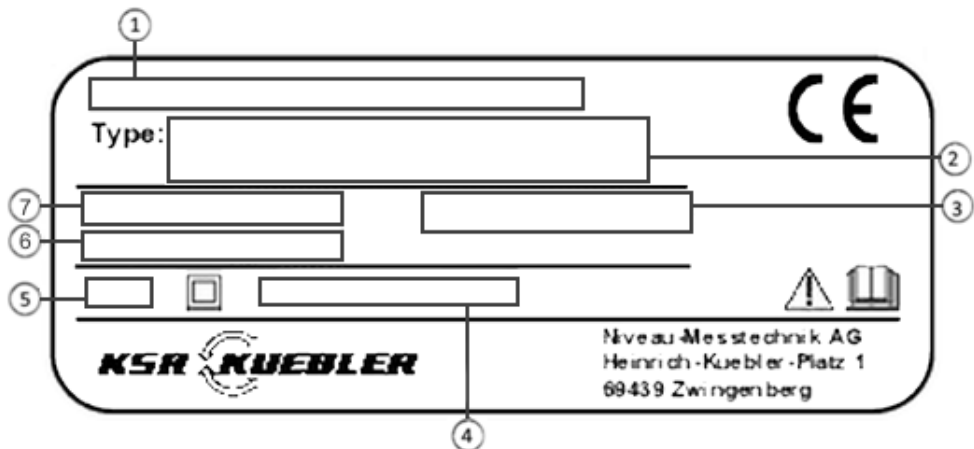 1
CE
Type:
2
7
3
6
5
4
KSR KUEBLER
Niveau-Messtechnik AG
Heinrich-Kuebler-Platz 1
69439 Zwingenberg